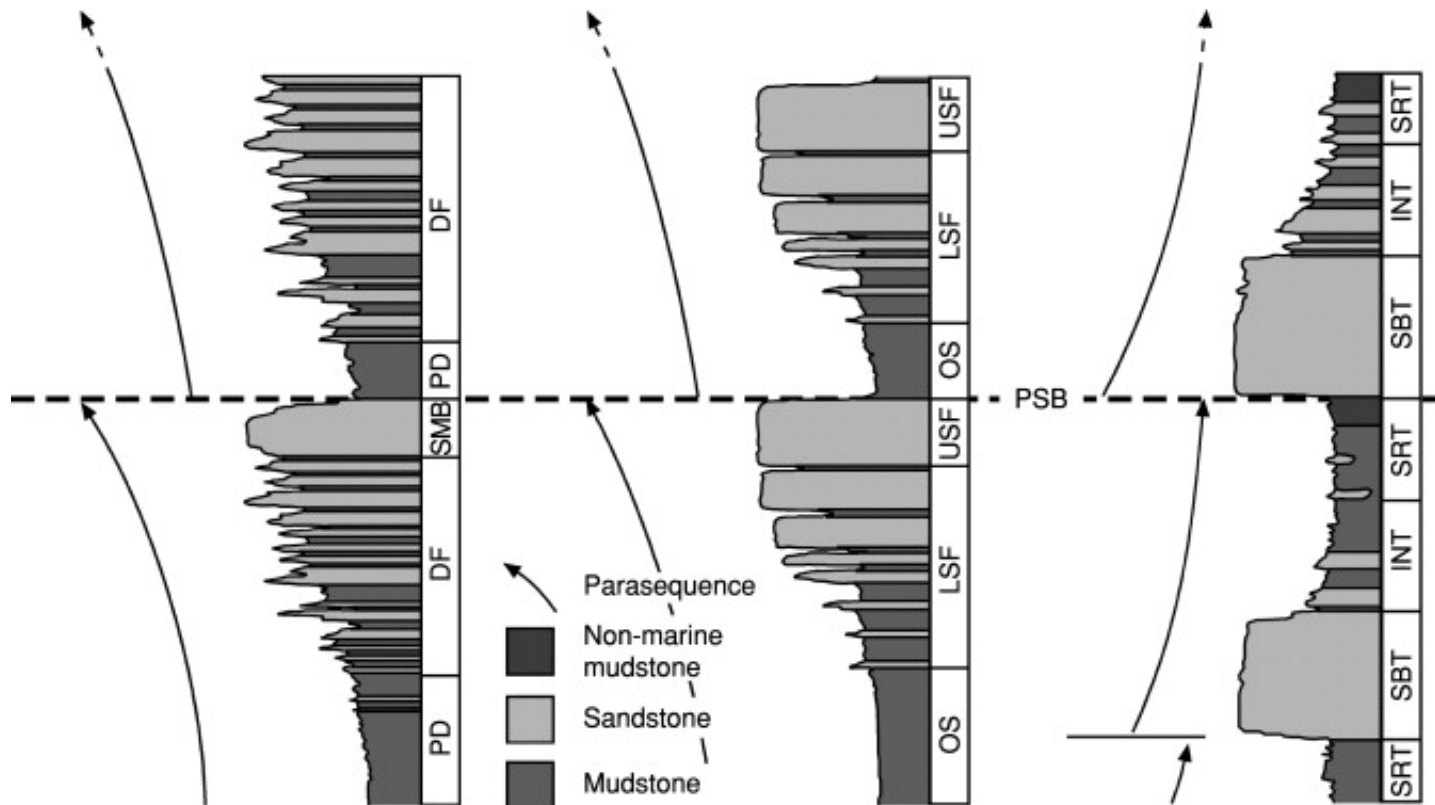 DF
PD
SMB
DF
PD
USF
LSF
OS
USF
LSF
OS
PSB
SRT
INT
SBT
SRT
INT
SBT
SRT
Parasequence
Non-marine
mudstone
Sandstone
Mudstone